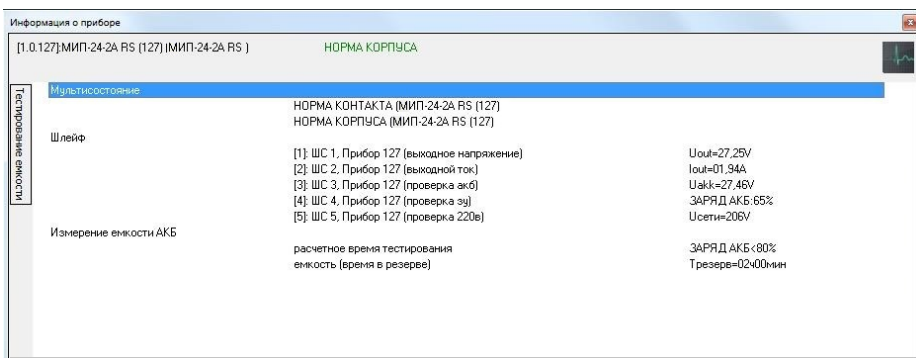 Информация о приборе
[1.0.127]:МИП-24-2А RS (127) (МИП-24-2А RS ) НОРМА КОРПУСА
Тестирование емкости
Мультисостояние
НОРМА КОНТАКТА (МИП-24-2А RS (127)
НОРМА КОРПУСА (МИП-24-2А RS (127)
Шлейф
[1]: ШС 1, Прибор 127 (выходное напряжение) Uout=27,25V
[2]: ШС 2, Прибор 127 (выходной ток) Iout=01,94A
[3]: ШС 3, Прибор 127 (проверка акб) Uakk=27,46V
[4]: ШС 4, Прибор 127 (проверка зу) ЗАРЯД АКБ:65%
[5]: ШС 5, Прибор 127 (проверка 220в) Uсети=206V
Измерение емкости АКБ
расчетное время тестирования ЗАРЯД АКБ<80%
емкость (время в резерве) Tрезерв=02ч00мин